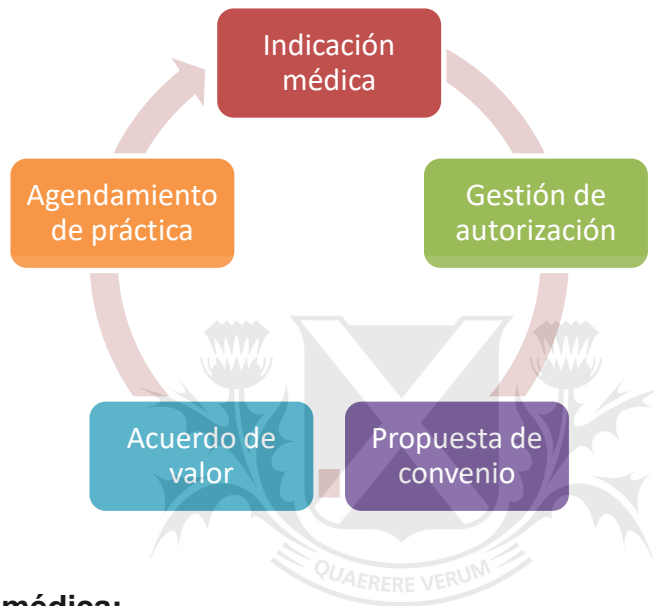 Indicación
médica
Gestión de
autorización
Propuesta de
convenio
Acuerdo de
valor
Agendamiento
de práctica
QUAERERE VERUM
médica: